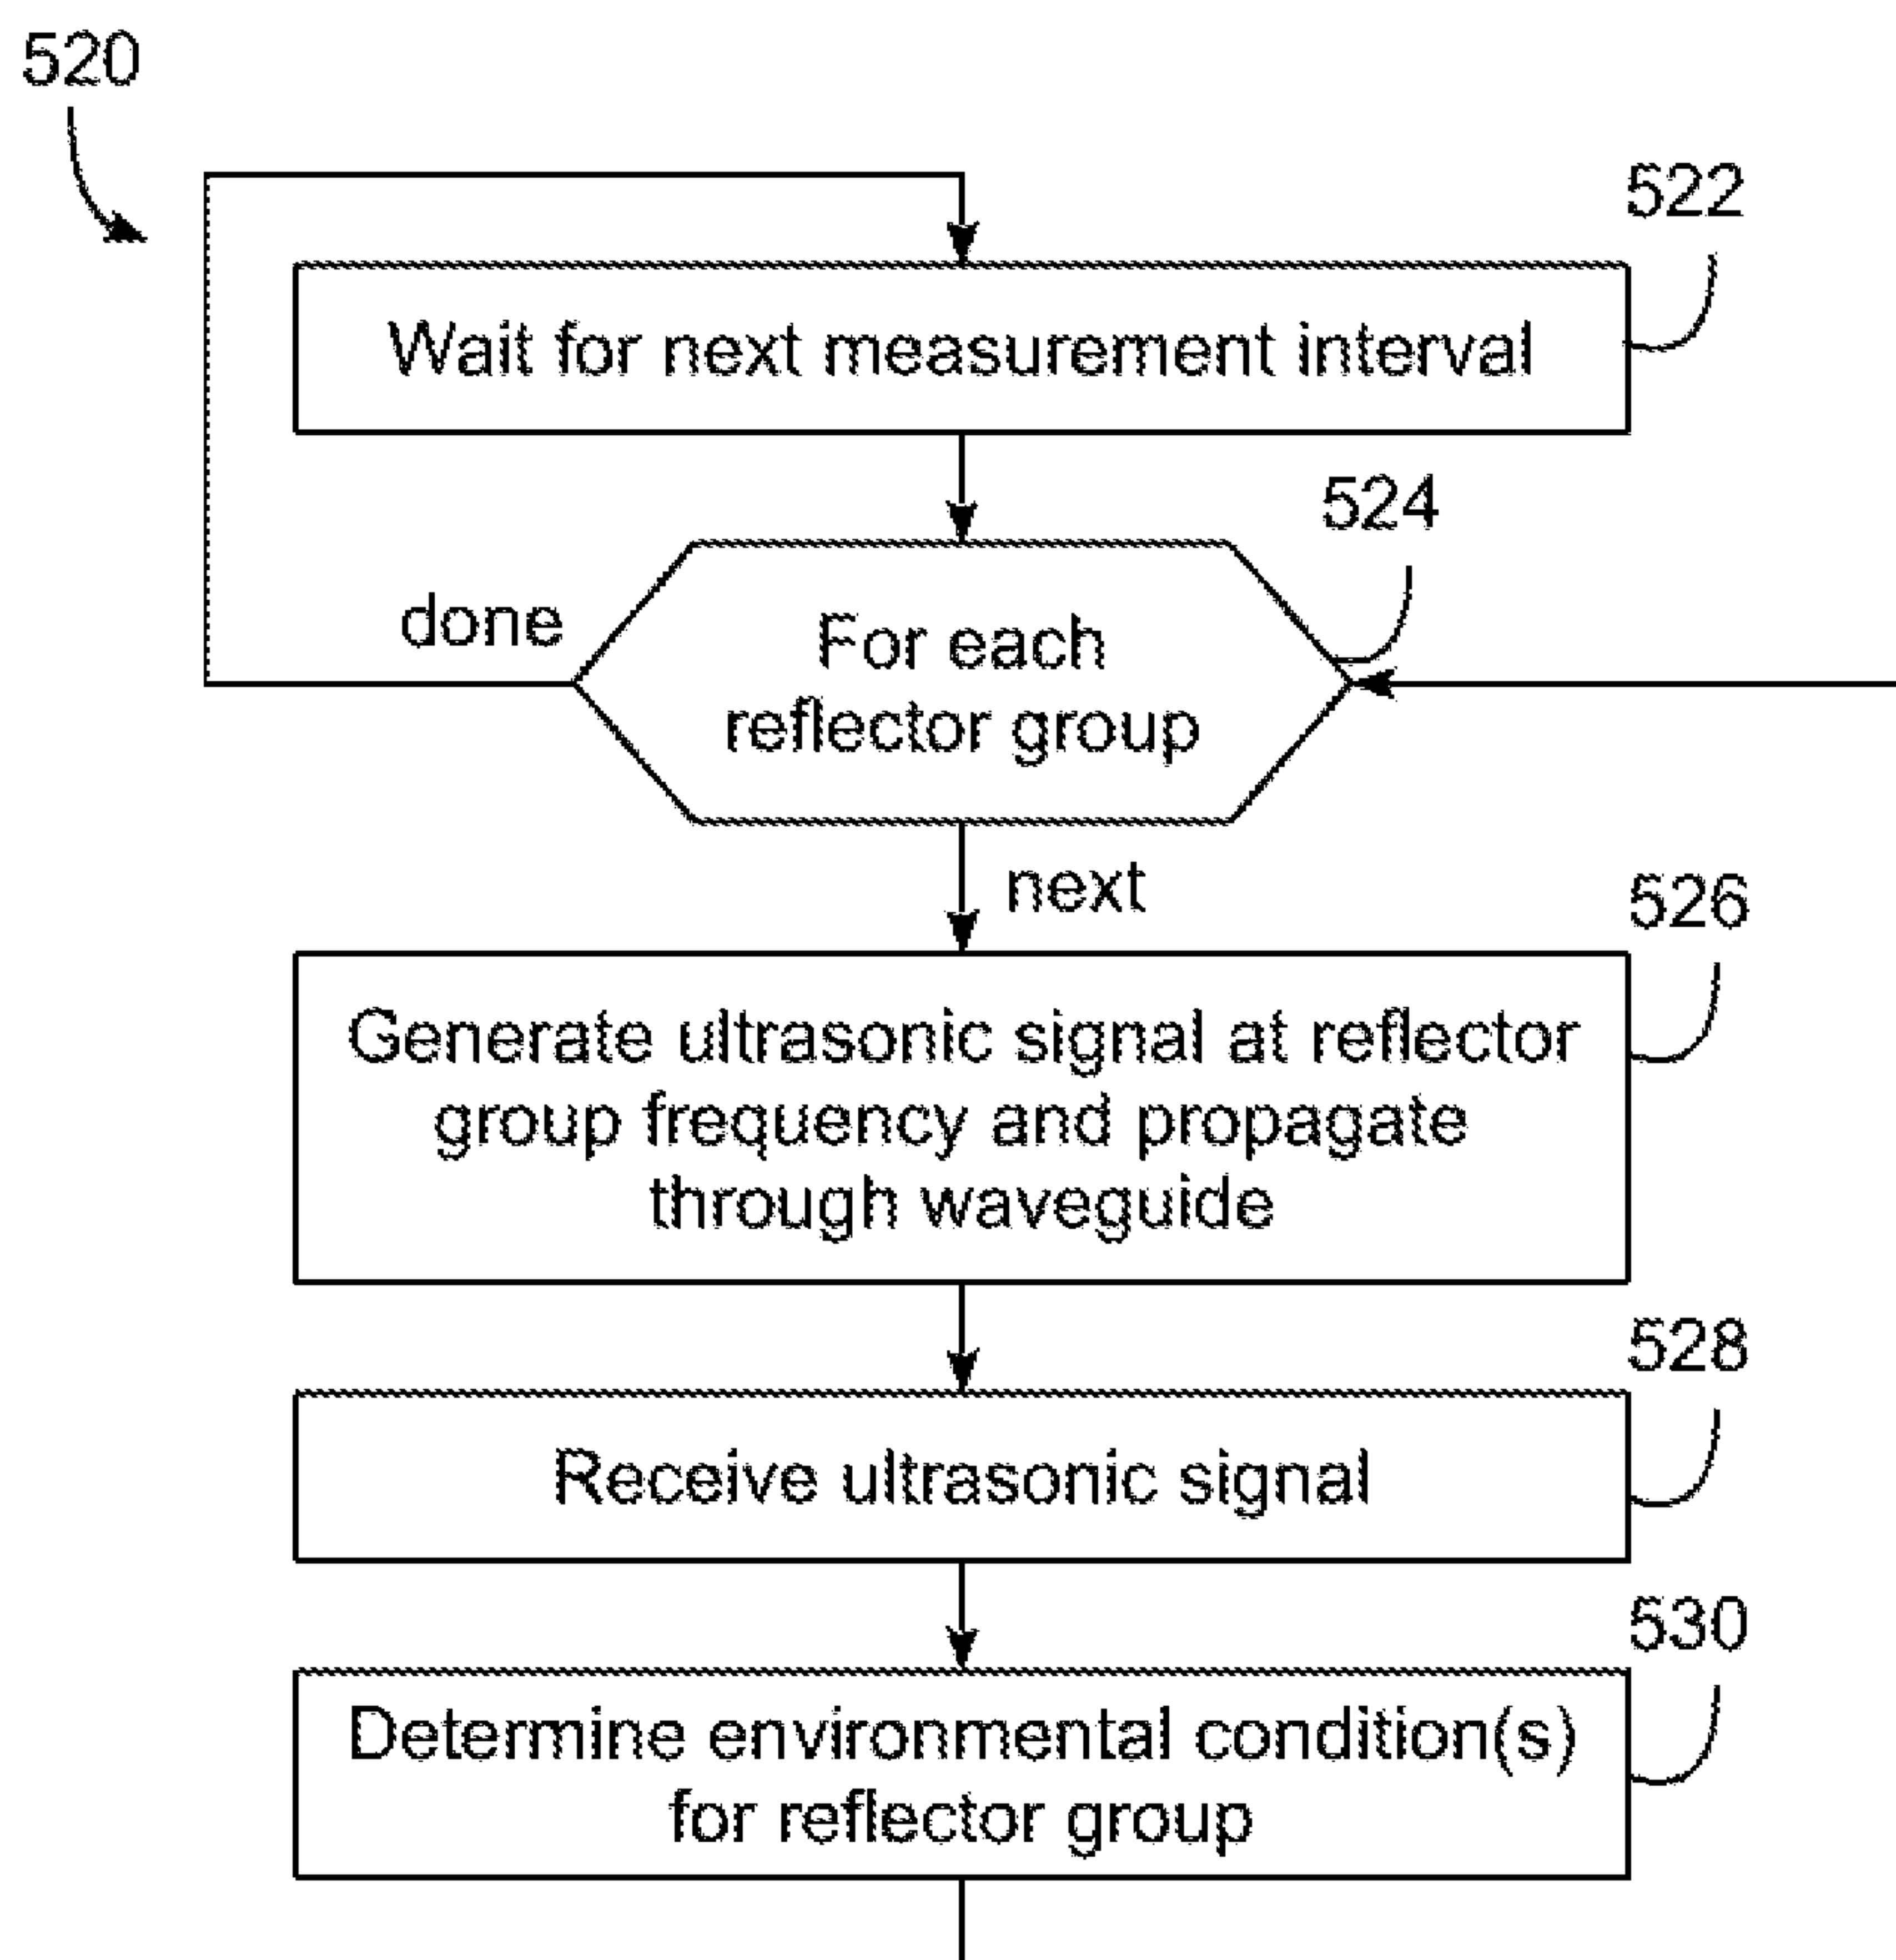 520
522
Wait for next measurement interval
524
done
For each
reflector group
next
526
Generate ultrasonic signal at reflector
group frequency and propagate
through waveguide
528
Receive ultrasonic signal
530
Determine environmental condition(s)
for reflector group